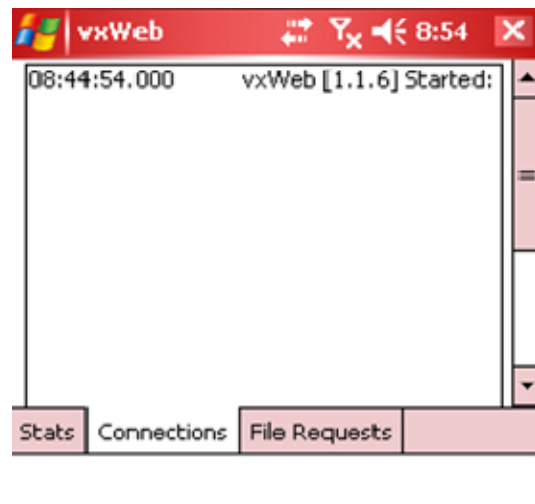 vxWeb 8:54
08:44:54.000 vxWeb [1.1.6] Started:
Stats Connections File Requests